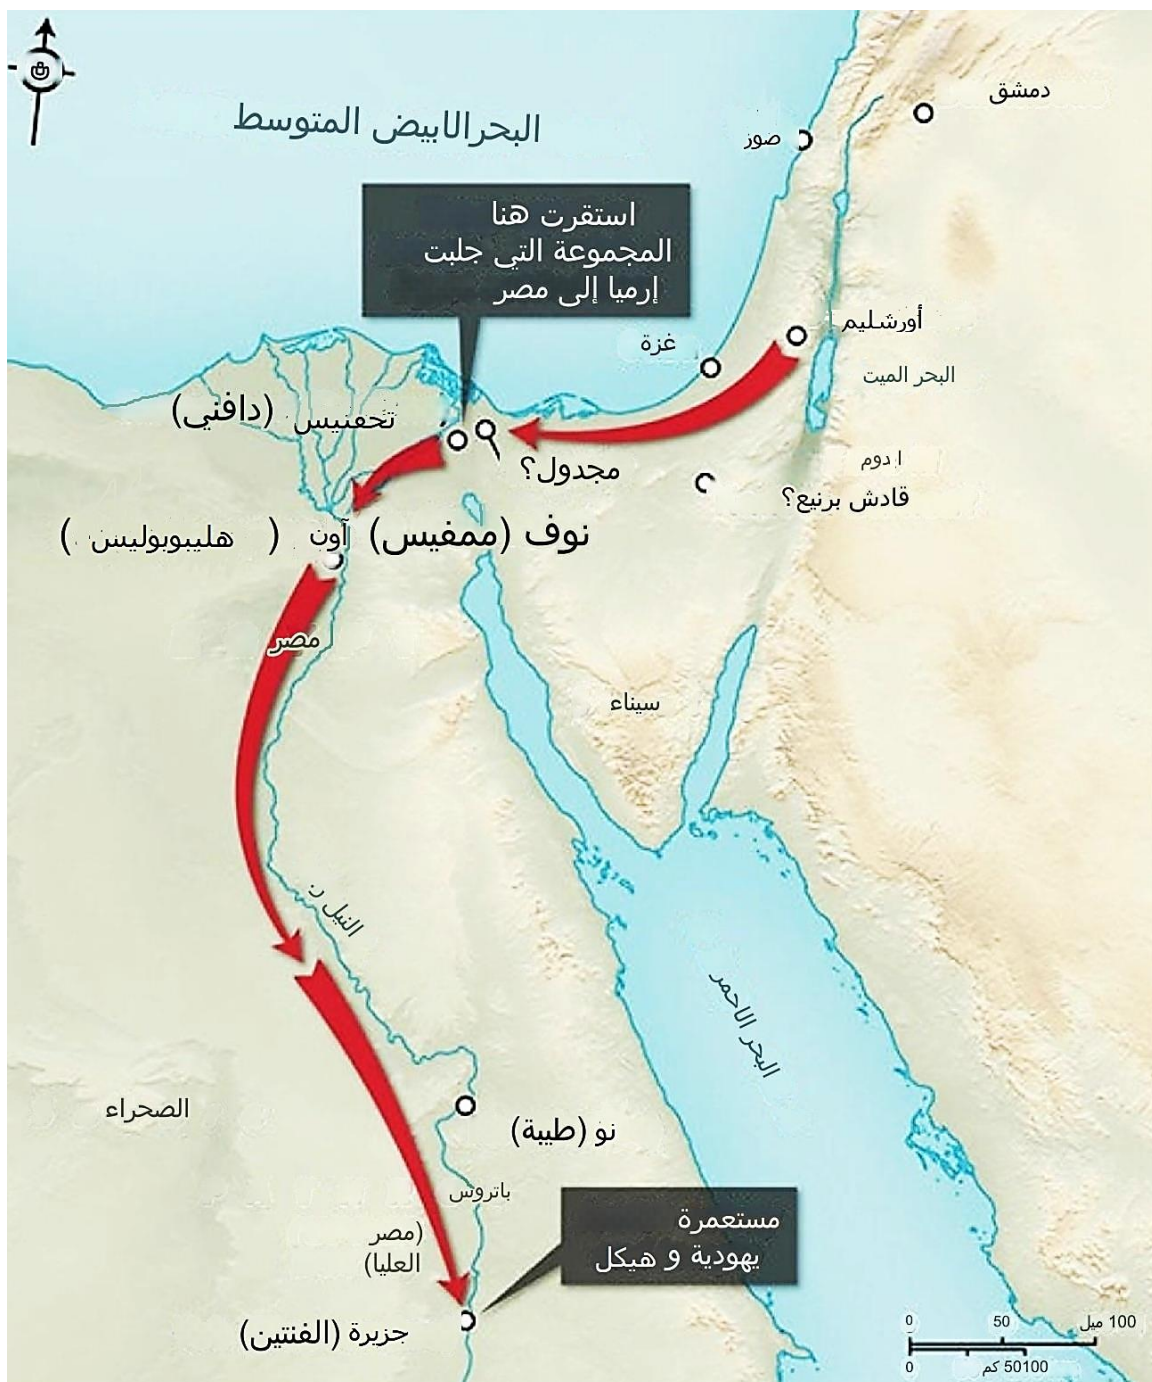 دمشق
البحرالابيض المتوسط
صوز
استقرت هنا
المجموعة التي جلبت
إرميا إلى مصر
أورشليم
غزة
البحر الميت
تحفنيس (دافني)
مجدول؟
ادوم
قادش برنيع؟
نوف (ممفيس)
آون ( هليبوبوليس )
مصر
سيناء
النيل ن
البحر الاحمر
الصحراء
نو (طيبة)
باتروس
(مصر
العليا)
مستعمرة
يهودية و هيكل
جزيرة (الفنتين)
0 50 100 ميل
0 50100 كم